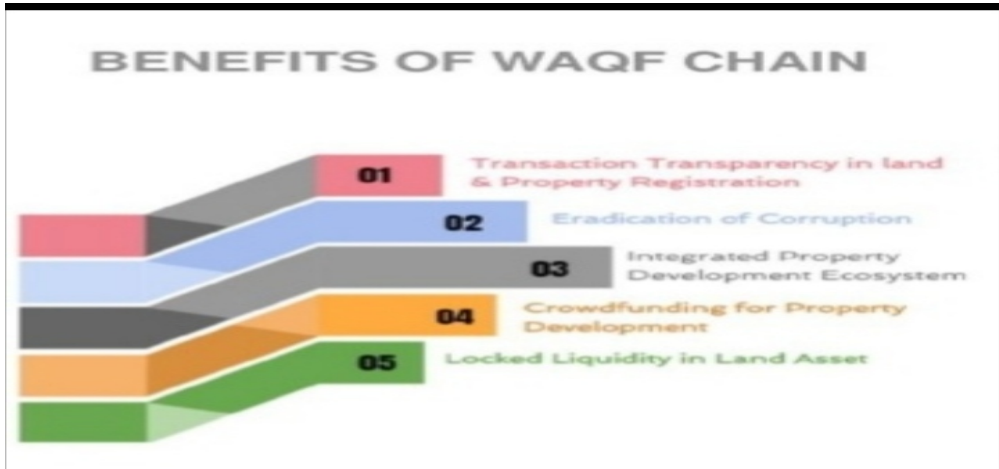 BENEFITS OF WAQF CHAIN
01
Transaction Transparency in land
& Property Registration
02
Eradication of Corruption
03
Integrated Property
Development Ecosystem
04
Crowdfunding for Property
Development
05
Locked Liquidity in Land Asset